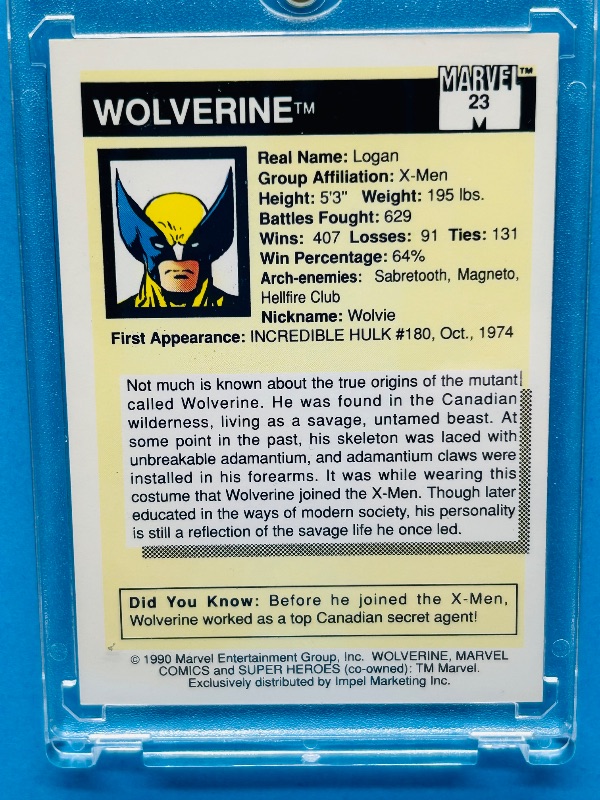 MARVEL™
WOLVERINE™ 23
Real Name: Logan
Group Affiliation: X-Men
Height: 5'3" Weight: 195 lbs.
Battles Fought: 629
Wins: 407 Losses: 91 Ties: 131
Win Percentage: 64%
Arch-enemies: Sabretooth, Magneto,
Hellfire Club
Nickname: Wolvie
First Appearance: INCREDIBLE HULK #180, Oct., 1974
Not much is known about the true origins of the mutant
called Wolverine. He was found in the Canadian
wilderness, living as a savage, untamed beast. At
some point in the past, his skeleton was laced with
unbreakable adamantium, and adamantium claws were
installed in his forearms. It was while wearing this
costume that Wolverine joined the X-Men. Though later
educated in the ways of modern society, his personality
is still a reflection of the savage life he once led.
Did You Know: Before he joined the X-Men,
Wolverine worked as a top Canadian secret agent!
© 1990 Marvel Entertainment Group, Inc. WOLVERINE, MARVEL
COMICS and SUPER HEROES (co-owned): TM Marvel.
Exclusively distributed by Impel Marketing Inc.